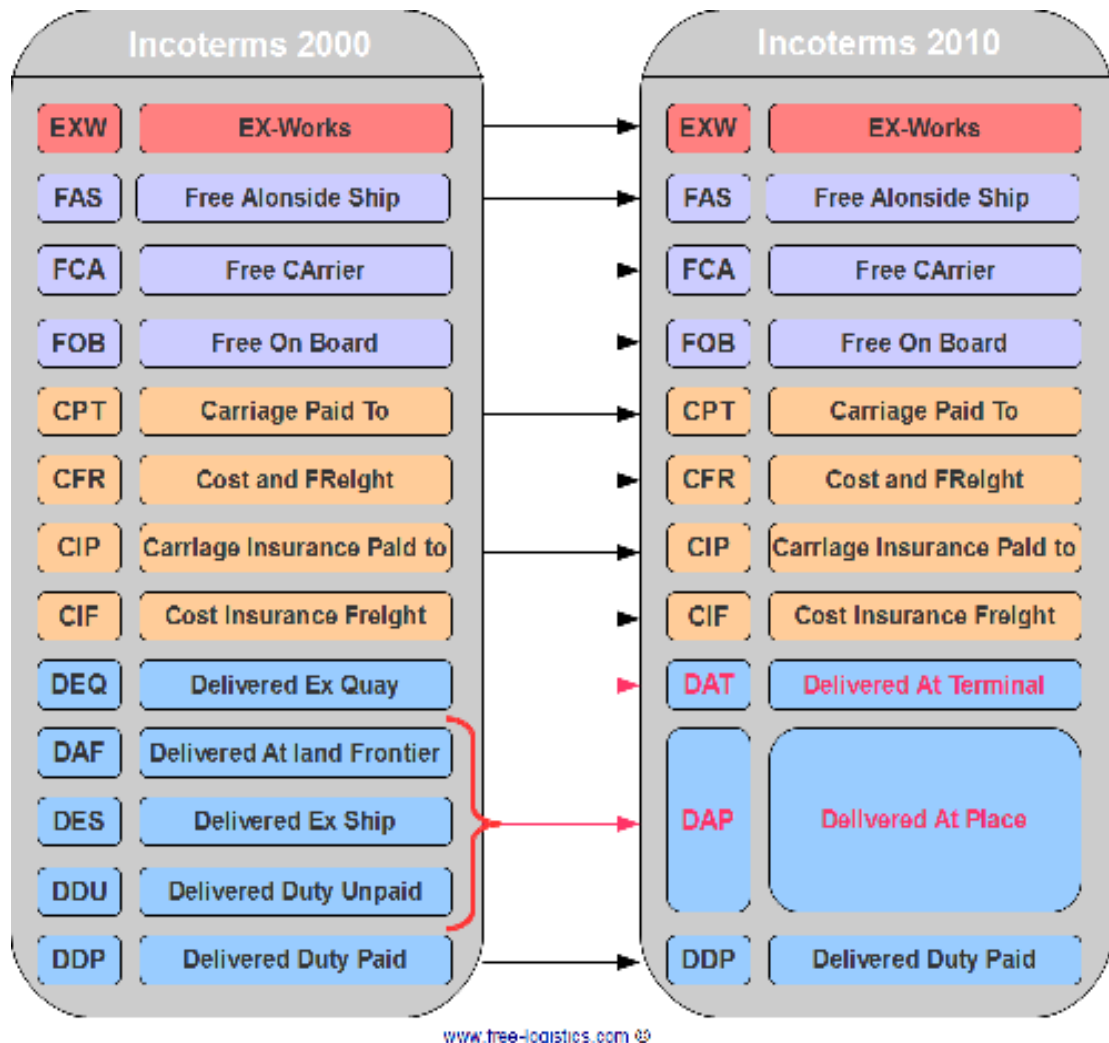 Incoterms 2000
EXW EX-Works
FAS Free Alonside Ship
FCA Free CArrier
FOB Free On Board
CPT Carriage Paid To
CFR Cost and FReight
CIP Carriage Insurance Paid to
CIF Cost Insurance Freight
DEQ Delivered Ex Quay
DAF Delivered At land Frontier
DES Delivered Ex Ship
DDU Delivered Duty Unpaid
DDP Delivered Duty Paid
Incoterms 2010
EXW EX-Works
FAS Free Alonside Ship
FCA Free CArrier
FOB Free On Board
CPT Carriage Paid To
CFR Cost and FReight
CIP Carriage Insurance Paid to
CIF Cost Insurance Freight
DAT Delivered At Terminal
DAP Delivered At Place
DDP Delivered Duty Paid
www.free-logistics.com ©